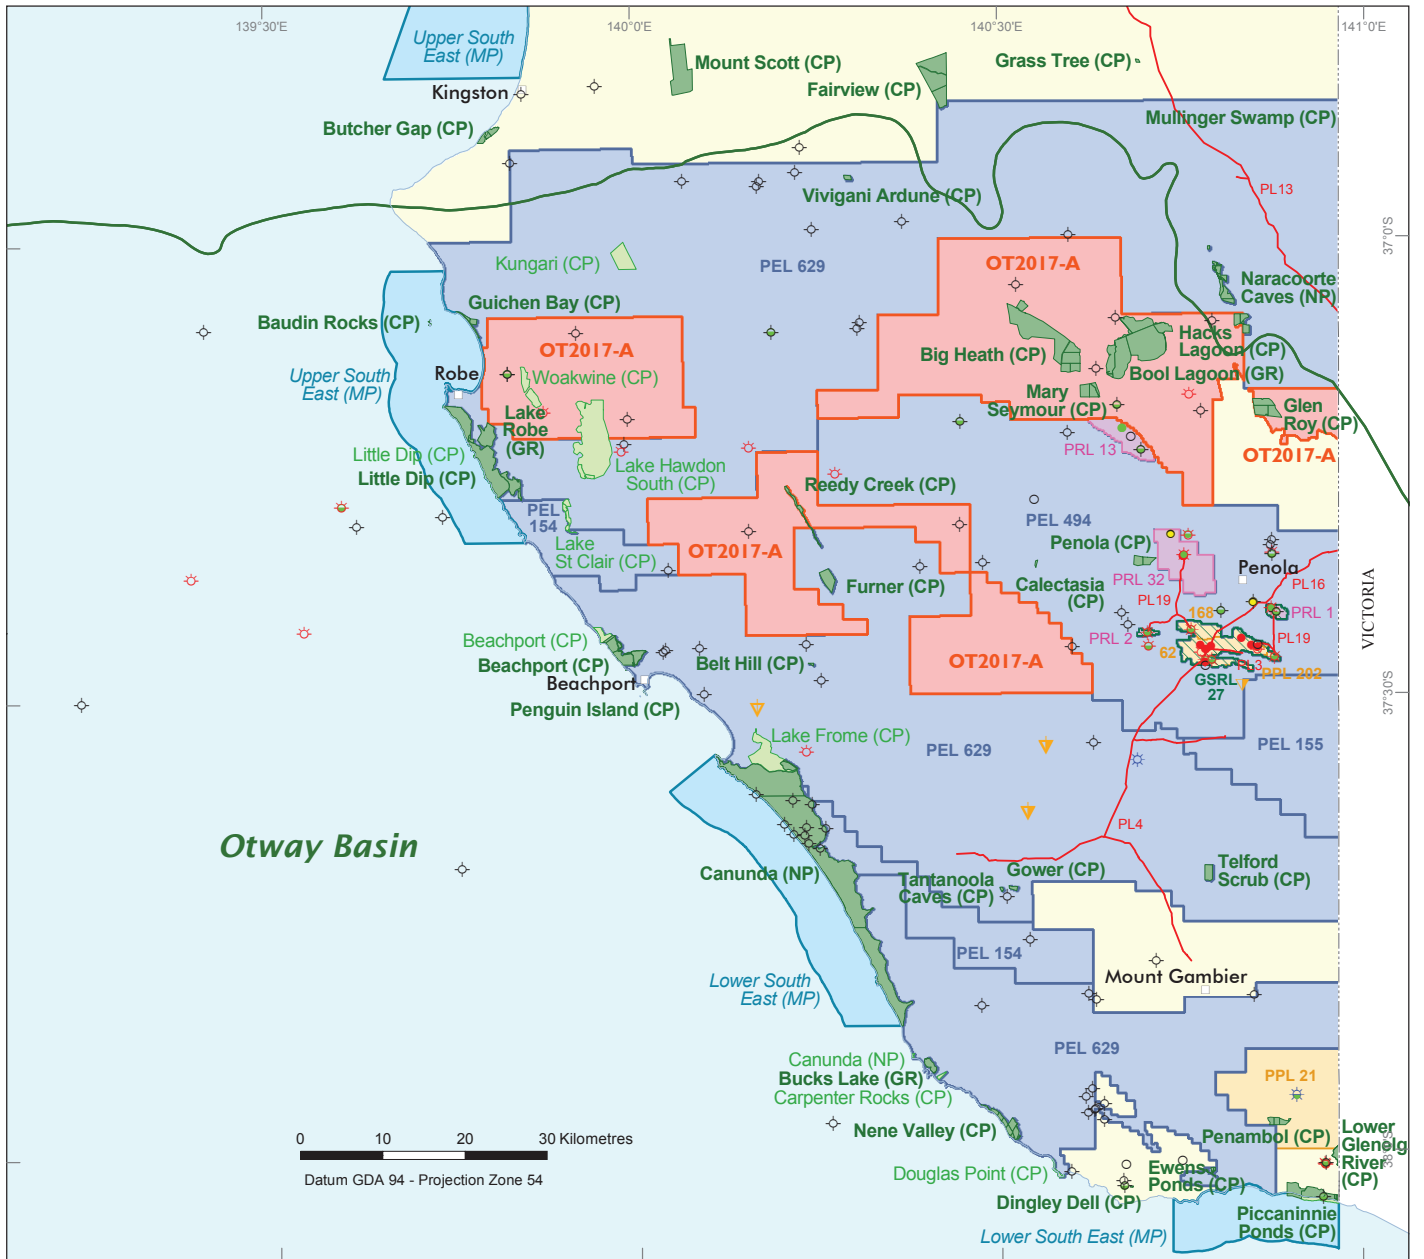 139°30'E
140°0'E
140°30'E
141°0'E
Upper South
East (MP)
Mount Scott (CP)
Fairview (CP)
Grass Tree (CP)
Kingston
Butcher Gap (CP)
Mullinger Swamp (CP)
PL13
Vivigani Ardune (CP)
37°0'S
Kungari (CP)
PEL 629
OT2017-A
Naracoorte
Caves (NP)
Guichen Bay (CP)
Baudin Rocks (CP)
OT2017-A
Hacks
Lagoon (CP)
Big Heath (CP)
Bool Lagoon (GR)
Upper South
East (MP)
Robe
Woakwine (CP)
Mary
Seymour (CP)
Glen
Roy (CP)
Lake
Robe
(GR)
PRL 13
OT2017-A
Little Dip (CP)
Little Dip (CP)
Lake Hawdon
South (CP)
Reedy Creek (CP)
PEL
154
PEL 494
Lake
St Clair (CP)
OT2017-A
Penola (CP)
Penola
Furner (CP)
Calectasia
(CP)
PRL 32
PL16
VICTORIA
PL19
168
PRL 1
Beachport (CP)
Beachport (CP)
Belt Hill (CP)
PRL 2
62
PL19
PL3
PPL 202
OT2017-A
GSRL
27
Beachport
Penguin Island (CP)
37°30'S
Lake Frome (CP)
PEL 629
PEL 155
PL4
Otway Basin
Canunda (NP)
Tantanoola
Caves (CP)
Gower (CP)
Telford
Scrub (CP)
PEL 154
Lower South
East (MP)
Mount Gambier
PEL 629
Canunda (NP)
Bucks Lake (GR)
Carpenter Rocks (CP)
PPL 21
Nene Valley (CP)
Penambol (CP)
Lower
Glenelg
River
(CP)
38°0'S
0 10 20 30 Kilometres
Datum GDA 94 - Projection Zone 54
Douglas Point (CP)
Ewens
Ponds (CP)
Dingley Dell (CP)
Piccaninnie
Ponds (CP)
Lower South East (MP)